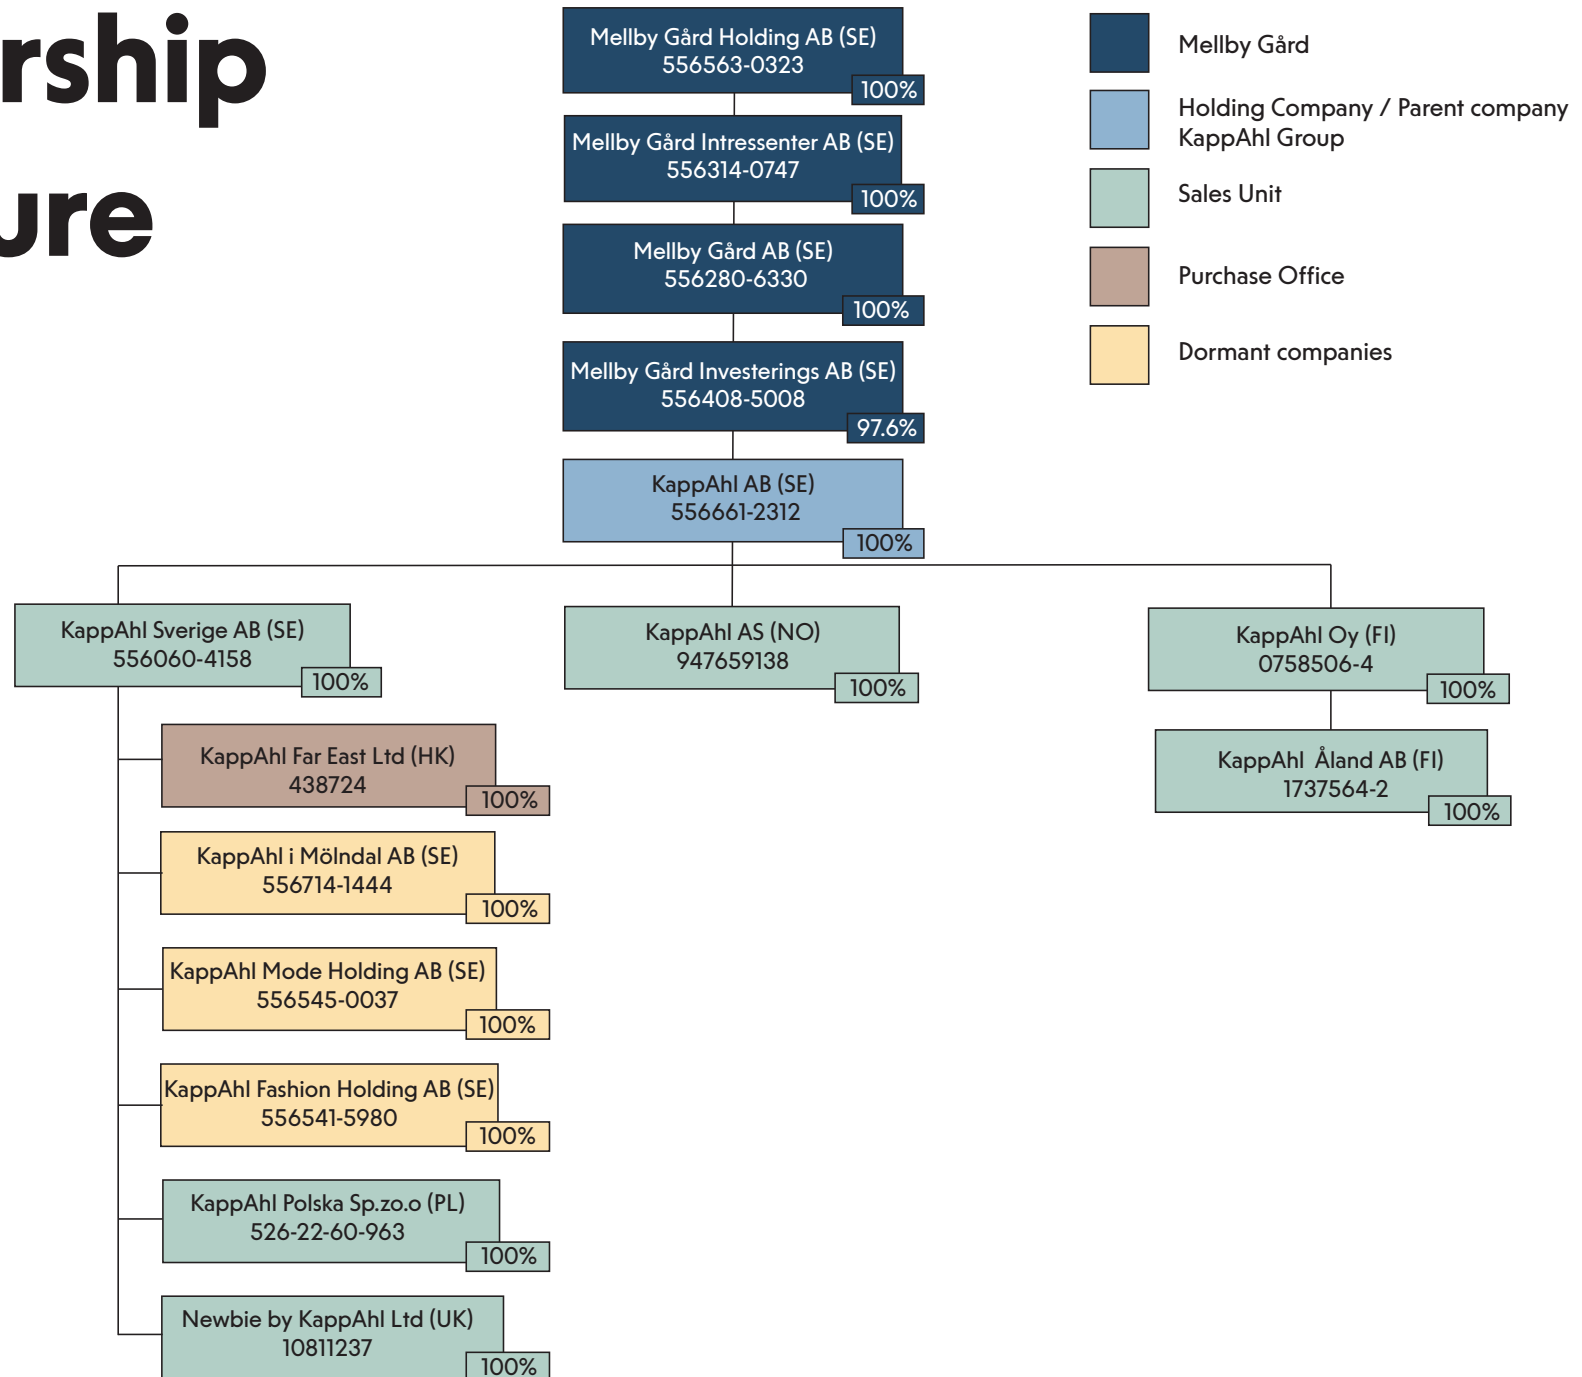 rship
ure
Mellby Gård Holding AB (SE)
556563-0323
100%
Mellby Gård Intressenter AB (SE)
556314-0747
100%
Mellby Gård AB (SE)
556280-6330
100%
Mellby Gård Investerings AB (SE)
556408-5008
97.6%
KappAhl AB (SE)
556661-2312
100%
Mellby Gård
Holding Company / Parent company
KappAhl Group
Sales Unit
Purchase Office
Dormant companies
KappAhl Sverige AB (SE)
556060-4158
100%
KappAhl AS (NO)
947659138
100%
KappAhl Oy (FI)
0758506-4
100%
KappAhl Åland AB (FI)
1737564-2
100%
KappAhl Far East Ltd (HK)
438724
100%
KappAhl i Mölndal AB (SE)
556714-1444
100%
KappAhl Mode Holding AB (SE)
556545-0037
100%
KappAhl Fashion Holding AB (SE)
556541-5980
100%
KappAhl Polska Sp.zo.o (PL)
526-22-60-963
100%
Newbie by KappAhl Ltd (UK)
10811237
100%